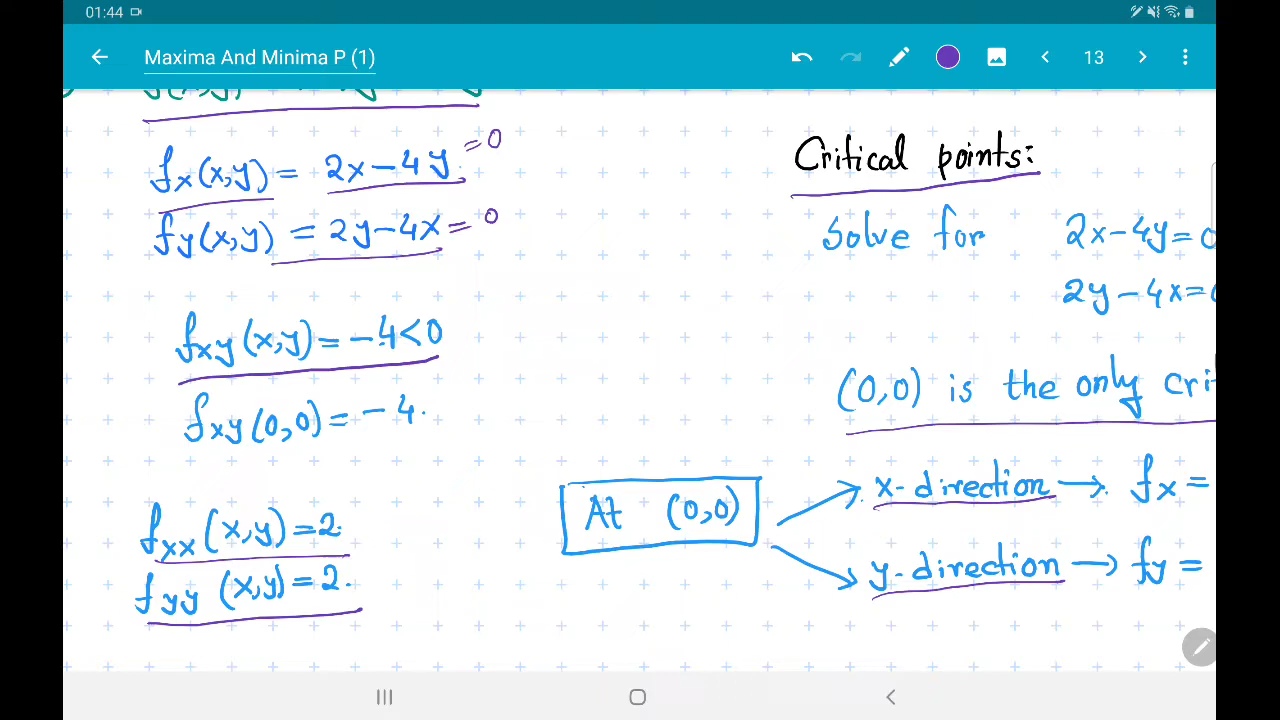 01:44
Maxima And Minima P (1)
13
fx(x,y) = 2x-4y = 0
fy(x,y) = 2y-4x = 0
fxy(x,y) = -4<0
fxy(0,0) = -4.
fxx(x,y)=2.
fyy(x,y)=2.
At (0,0)
Critical points:
Solve for 2x-4y=0
2y-4x=
(0,0) is the only
x-direction → fx =
y-direction → fy =